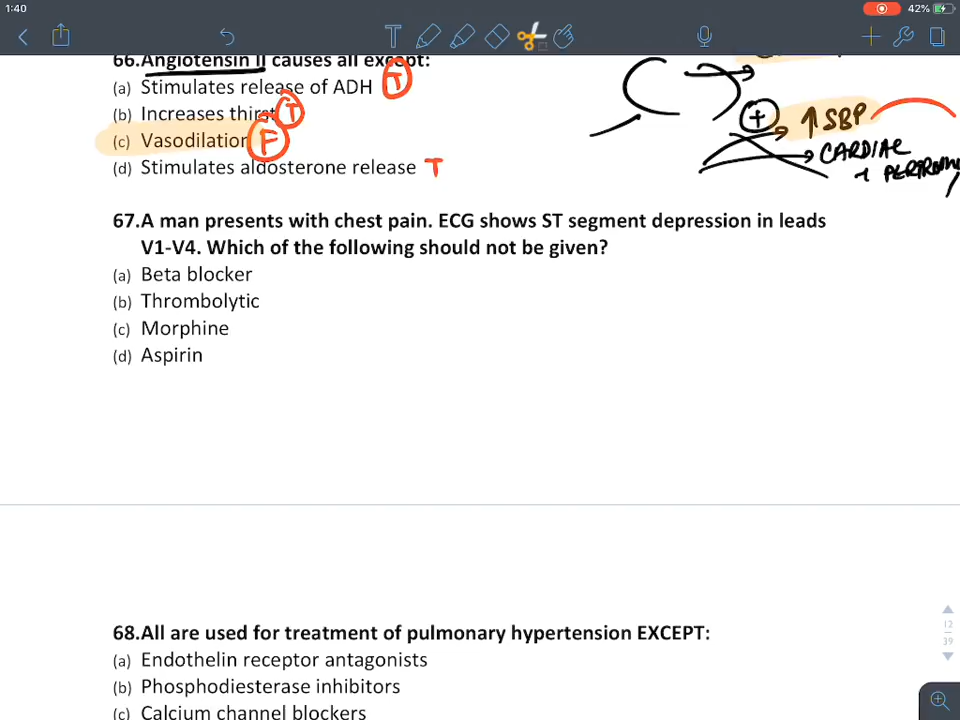 1:40
42%
T
66.Angiotensin II causes all except:
(a) Stimulates release of ADH T
(b) Increases thirst T
(c) Vasodilation F
(d) Stimulates aldosterone release T
+ ↑ SBP
CARDIAC
+
67.A man presents with chest pain. ECG shows ST segment depression in leads
V1-V4. Which of the following should not be given?
(a) Beta blocker
(b) Thrombolytic
(c) Morphine
(d) Aspirin
68.All are used for treatment of pulmonary hypertension EXCEPT:
(a) Endothelin receptor antagonists
(b) Phosphodiesterase inhibitors
(c) Calcium channel blockers
12
39